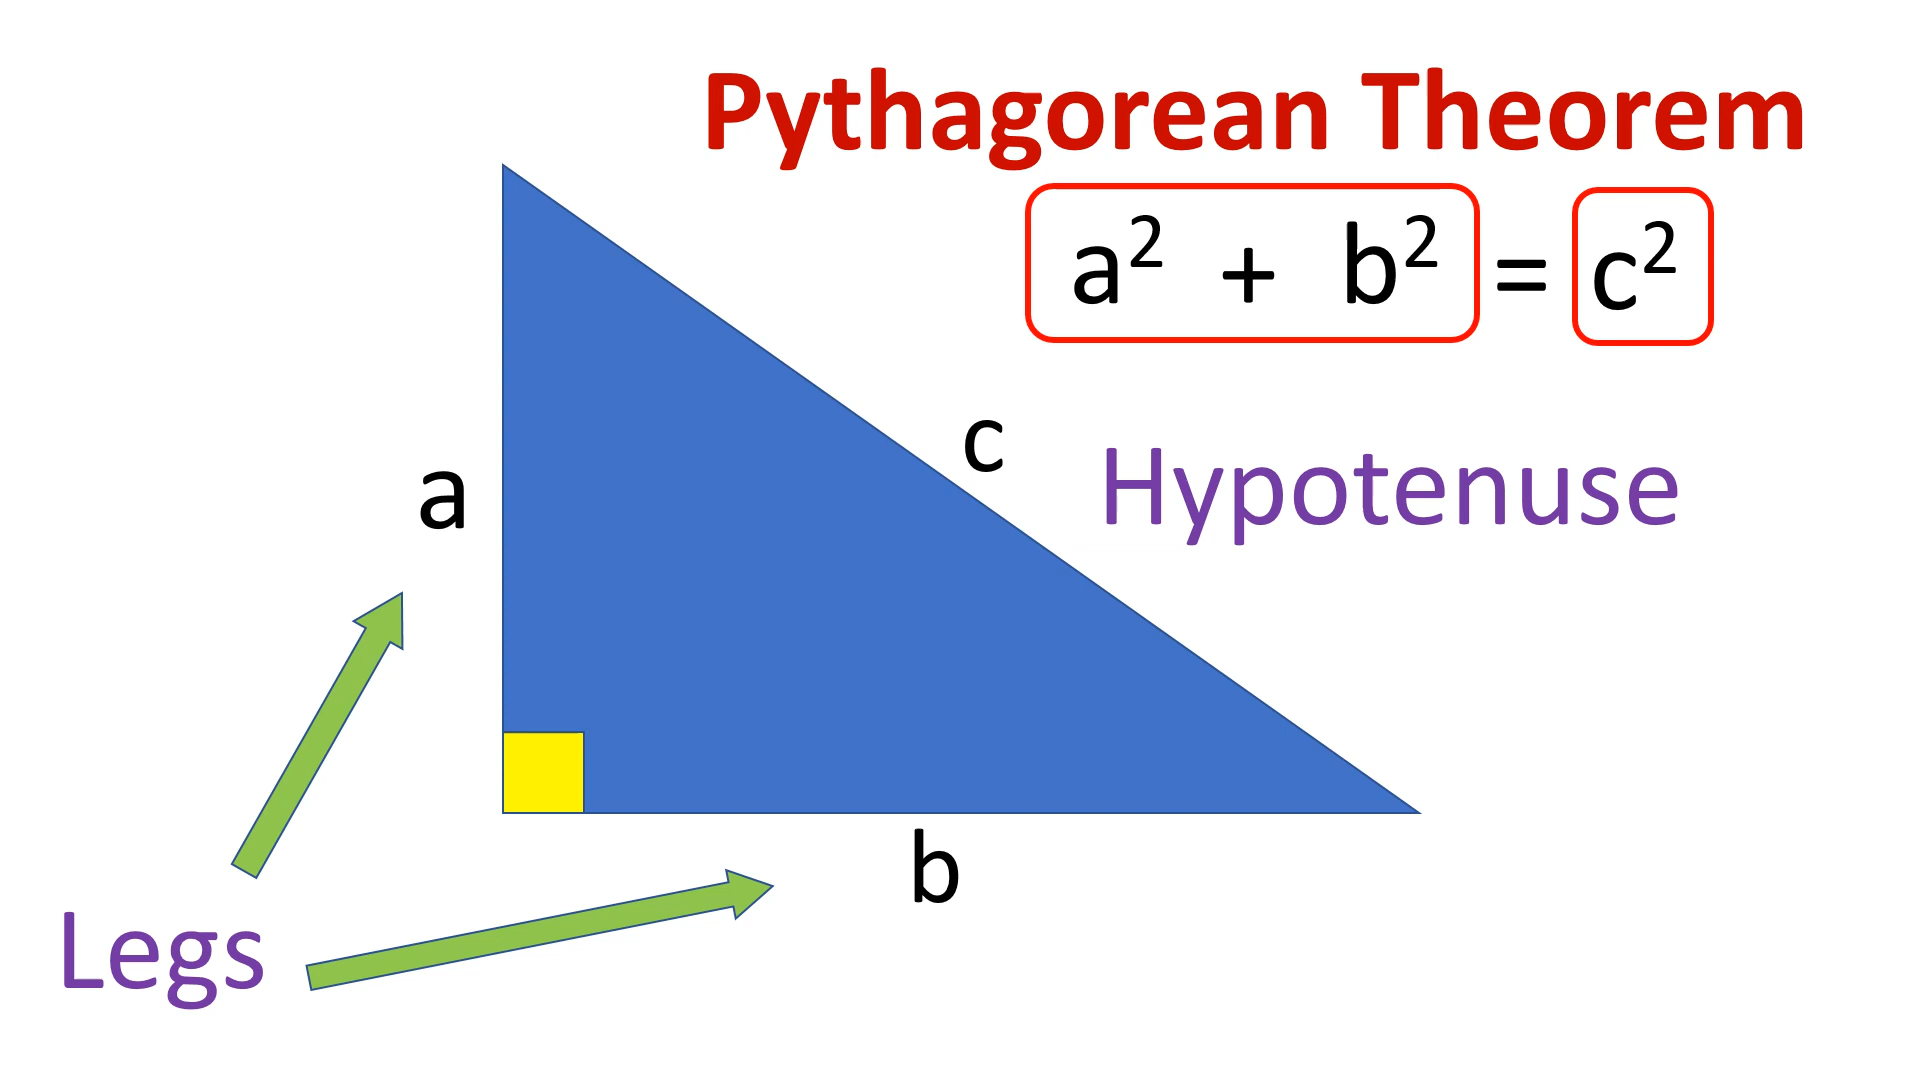 Pythagorean Theorem
a² + b² = c²
c
Hypotenuse
a
b
Legs